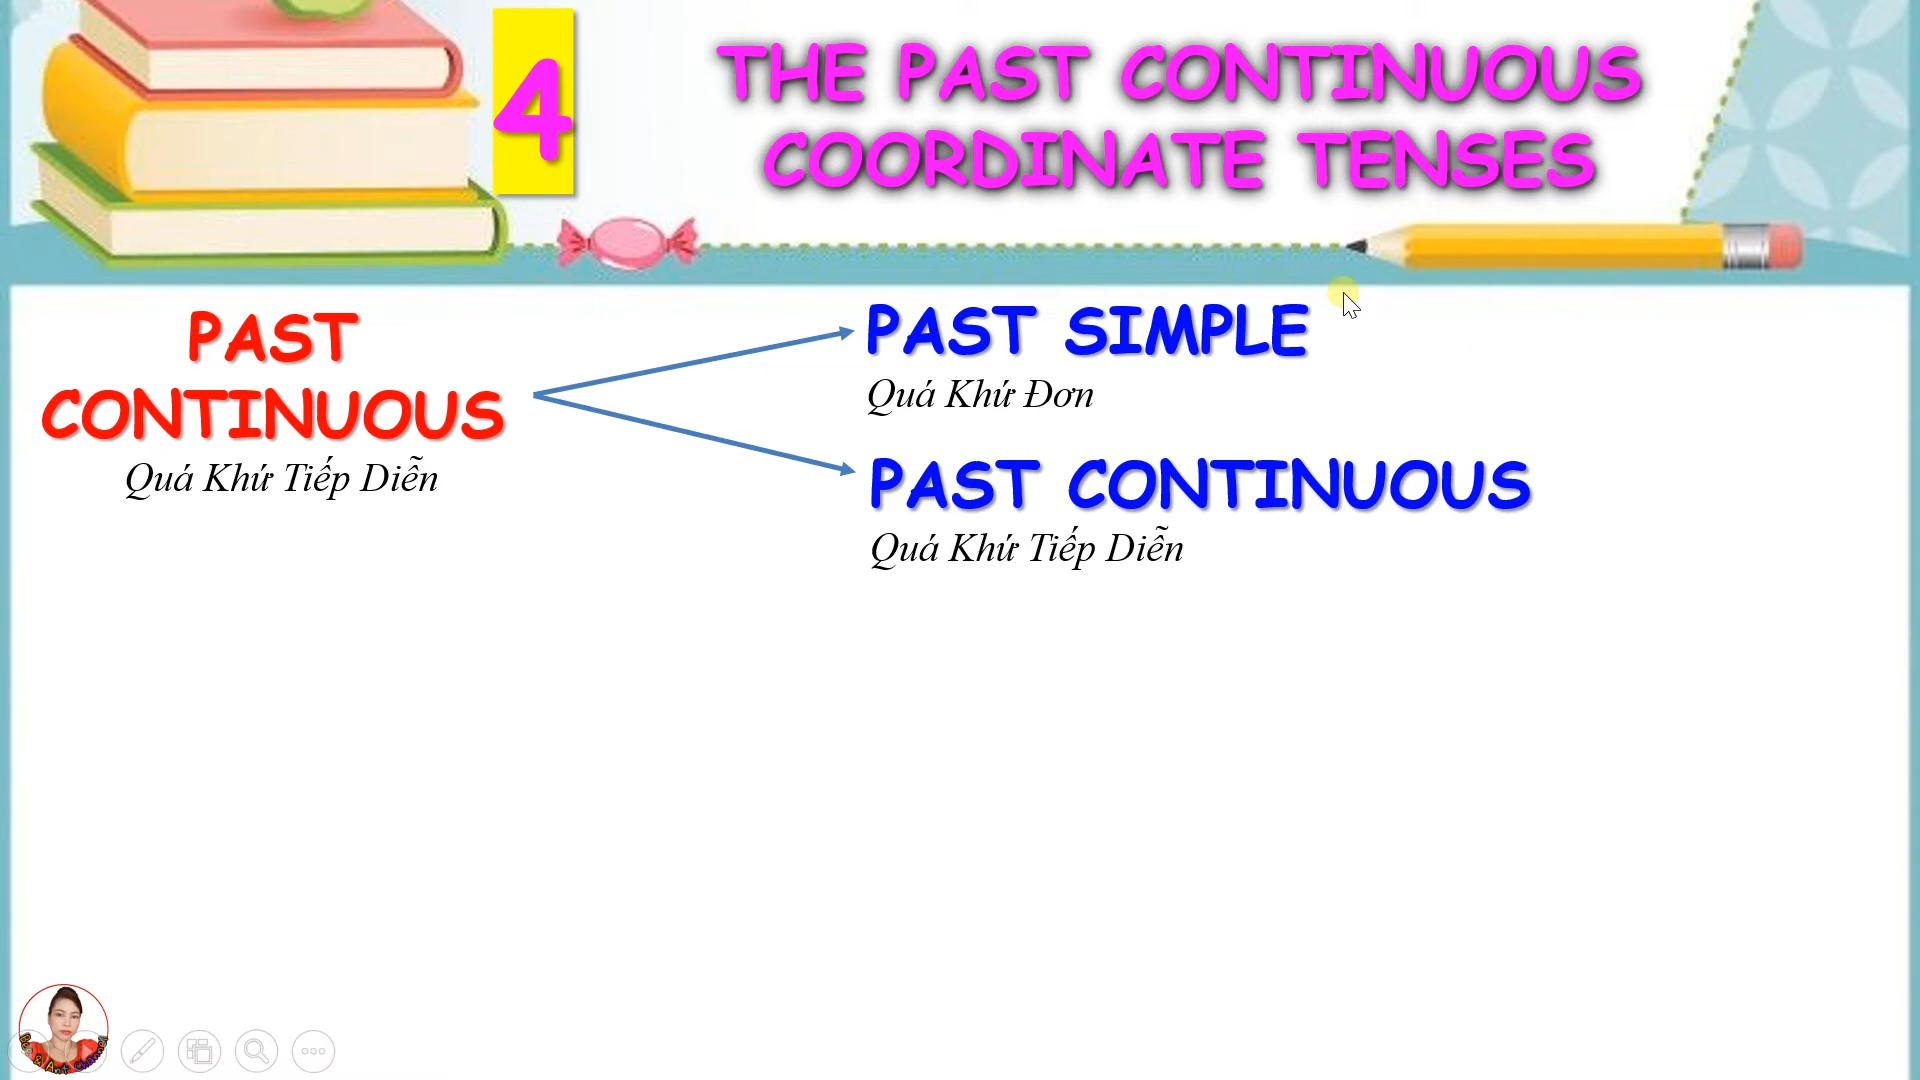 4
THE PAST CONTINUOUS
COORDINATE TENSES
PAST
CONTINUOUS
Quá Khứ Tiếp Diễn
PAST SIMPLE
Quá Khứ Đơn
PAST CONTINUOUS
Quá Khứ Tiếp Diễn